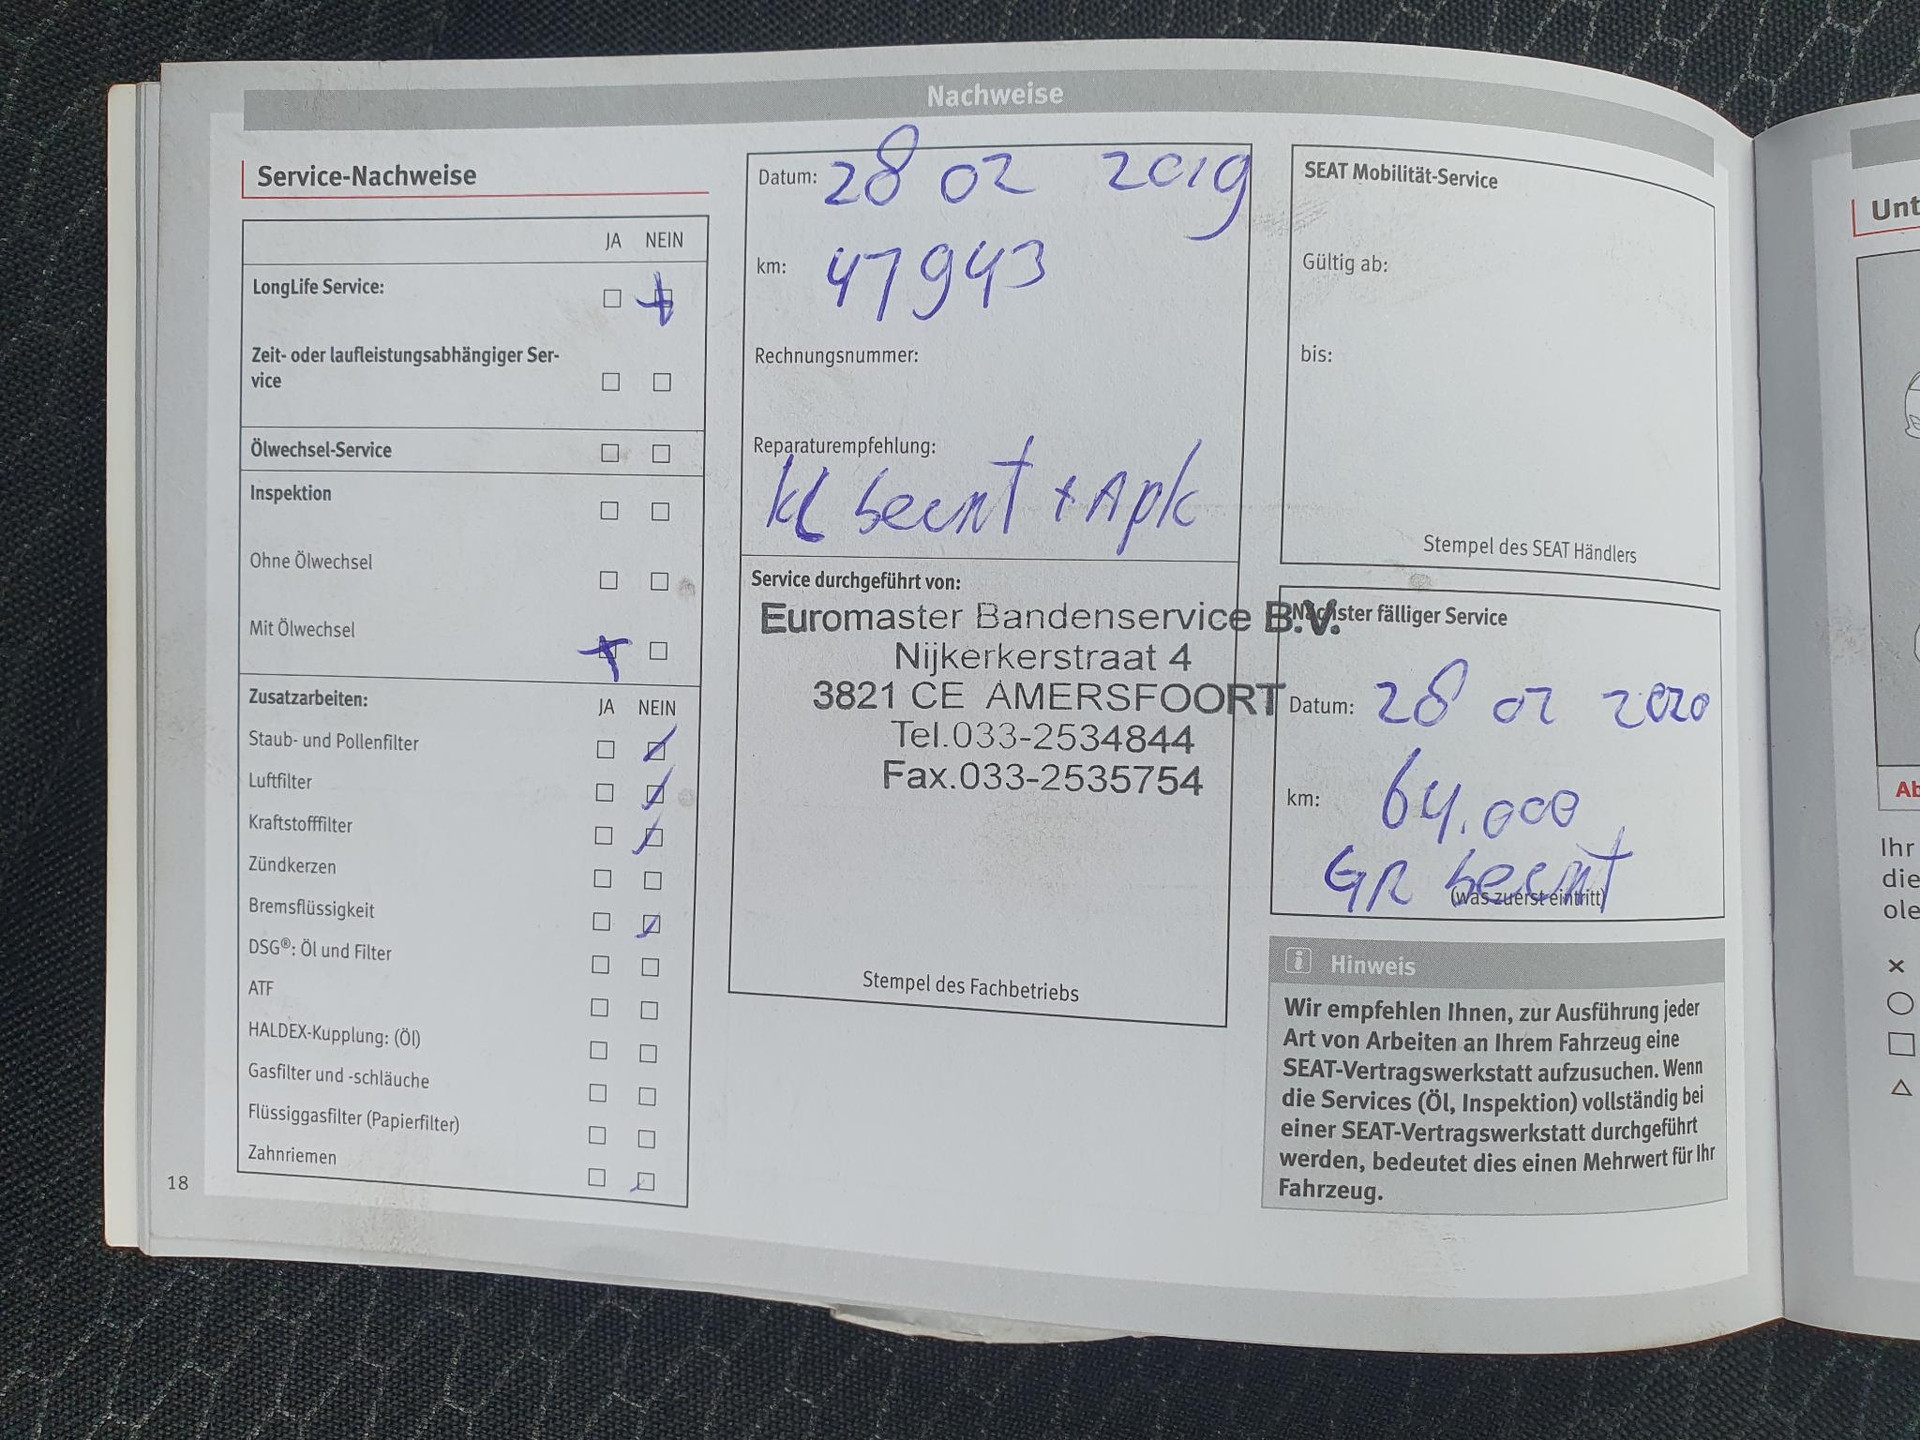 Nachweise
Service-Nachweise
JA NEIN
LongLife Service:
Zeit- oder laufleistungsabhängiger Ser-
vice
Ölwechsel-Service
Inspektion
Ohne Ölwechsel
Mit Ölwechsel
Zusatzarbeiten: JA NEIN
Staub- und Pollenfilter
Luftfilter
Kraftstofffilter
Zündkerzen
Bremsflüssigkeit
DSG®: Öl und Filter
ATF
HALDEX-Kupplung: (Öl)
Gasfilter und -schläuche
Flüssiggasfilter (Papierfilter)
Zahnriemen
18
Datum: 28 02 2019
km: 47943
Rechnungsnummer:
Reparaturempfehlung:
KL beurt + Apk
Service durchgeführt von:
Euromaster Bandenservice B.V.
Nijkerkerstraat 4
3821 CE AMERSFOORT
Tel.033-2534844
Fax.033-2535754
Stempel des Fachbetriebs
SEAT Mobilität-Service
Gültig ab:
bis:
Stempel des SEAT Händlers
Nächster fälliger Service
Datum: 28 02 2020
km: 64.000
GR beurt
(was zuerst eintritt)
Hinweis
Wir empfehlen Ihnen, zur Ausführung jeder
Art von Arbeiten an Ihrem Fahrzeug eine
SEAT-Vertragswerkstatt aufzusuchen. Wenn
die Services (Öl, Inspektion) vollständig bei
einer SEAT-Vertragswerkstatt durchgeführt
werden, bedeutet dies einen Mehrwert für Ihr
Fahrzeug.
Unt
Ab
Ihr
die
ole